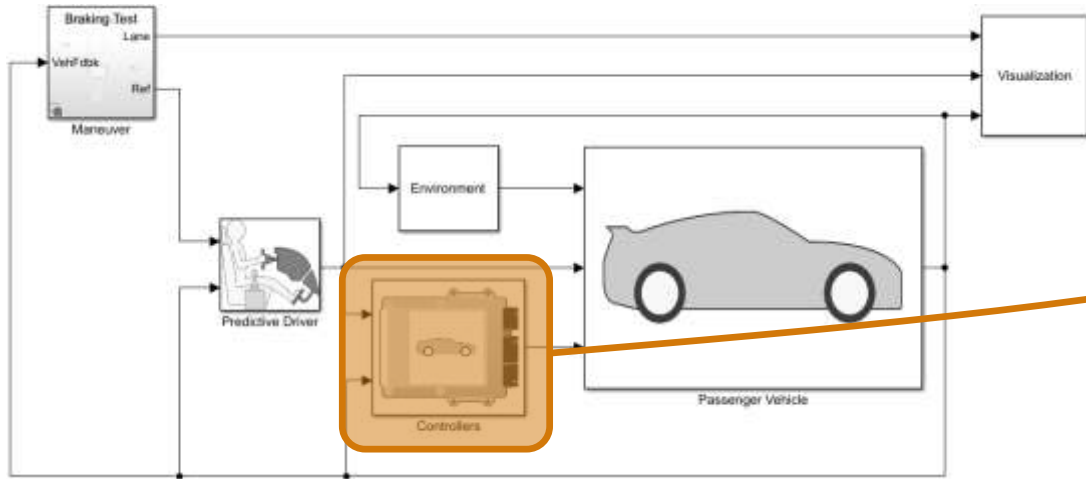 Braking Test
Lane
VehFdbk
Ref
Maneuver
Visualization
Environment
Predictive Driver
Controllers
Passenger Vehicle